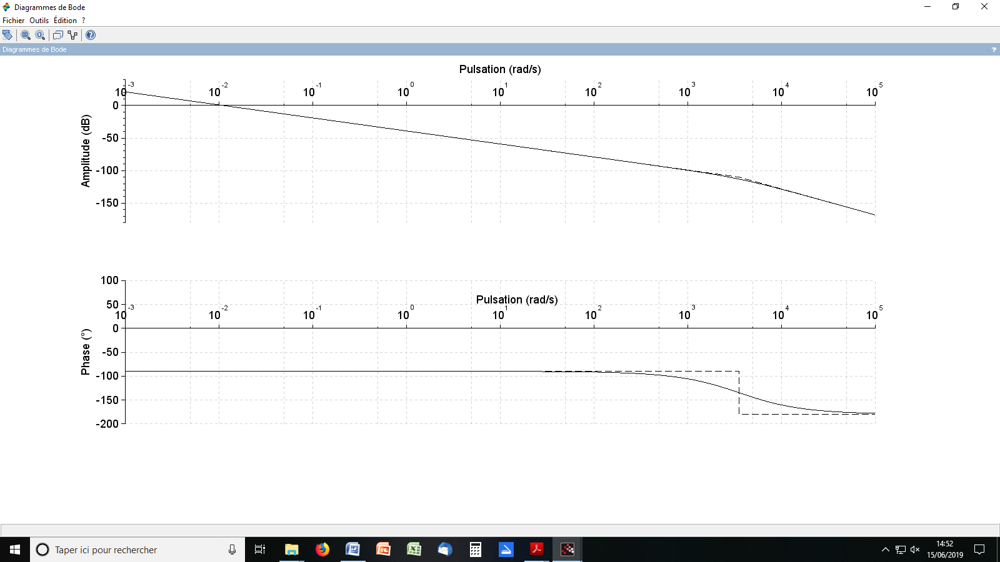 Diagrammes de Bode
Fichier Outils Édition ?
Diagrammes de Bode ?
Pulsation (rad/s)
10^-3 10^-2 10^-1 10^0 10^1 10^2 10^3 10^4 10^5
0
-50
-100
-150
Amplitude (dB)
100
50
Pulsation (rad/s)
10^-3 10^-2 10^-1 10^0 10^1 10^2 10^3 10^4 10^5
0
-50
-100
-150
-200
Phase (°)
Taper ici pour rechercher
14:52
15/06/2019